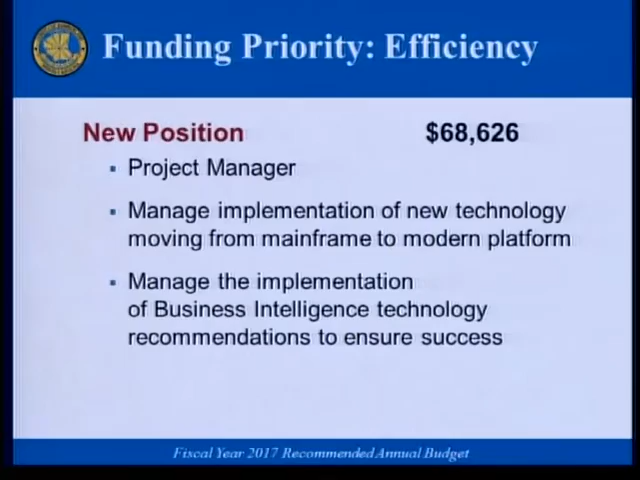 Funding Priority: Efficiency
New Position $68,626
▪ Project Manager
▪ Manage implementation of new technology
moving from mainframe to modern platform
▪ Manage the implementation
of Business Intelligence technology
recommendations to ensure success
Fiscal Year 2017 Recommended Annual Budget